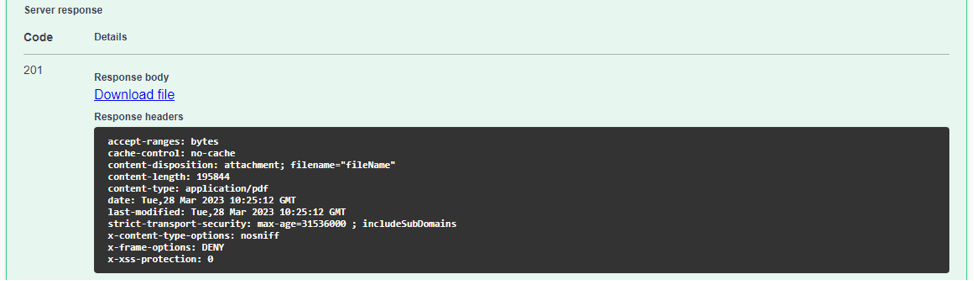 Server response
Code Details
201
Response body
Download file
Response headers
accept-ranges: bytes
cache-control: no-cache
content-disposition: attachment; filename="fileName"
content-length: 195844
content-type: application/pdf
date: Tue,28 Mar 2023 10:25:12 GMT
last-modified: Tue,28 Mar 2023 10:25:12 GMT
strict-transport-security: max-age=31536000 ; includeSubDomains
x-content-type-options: nosniff
x-frame-options: DENY
x-xss-protection: 0